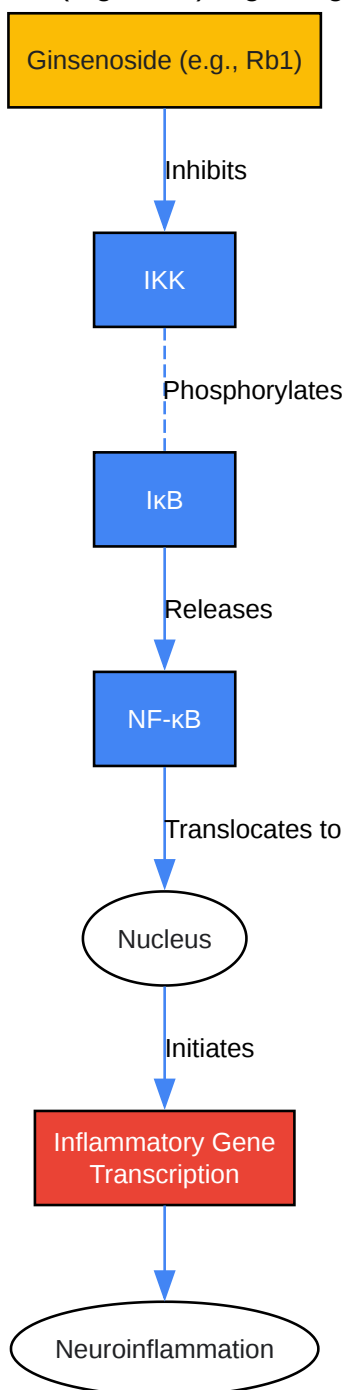 Ginsenoside (e.g., Rb1)
Inhibits
IKK
Phosphorylates
IκB
Releases
NF-κB
Translocates to
Nucleus
Initiates
Inflammatory Gene
Transcription
Neuroinflammation